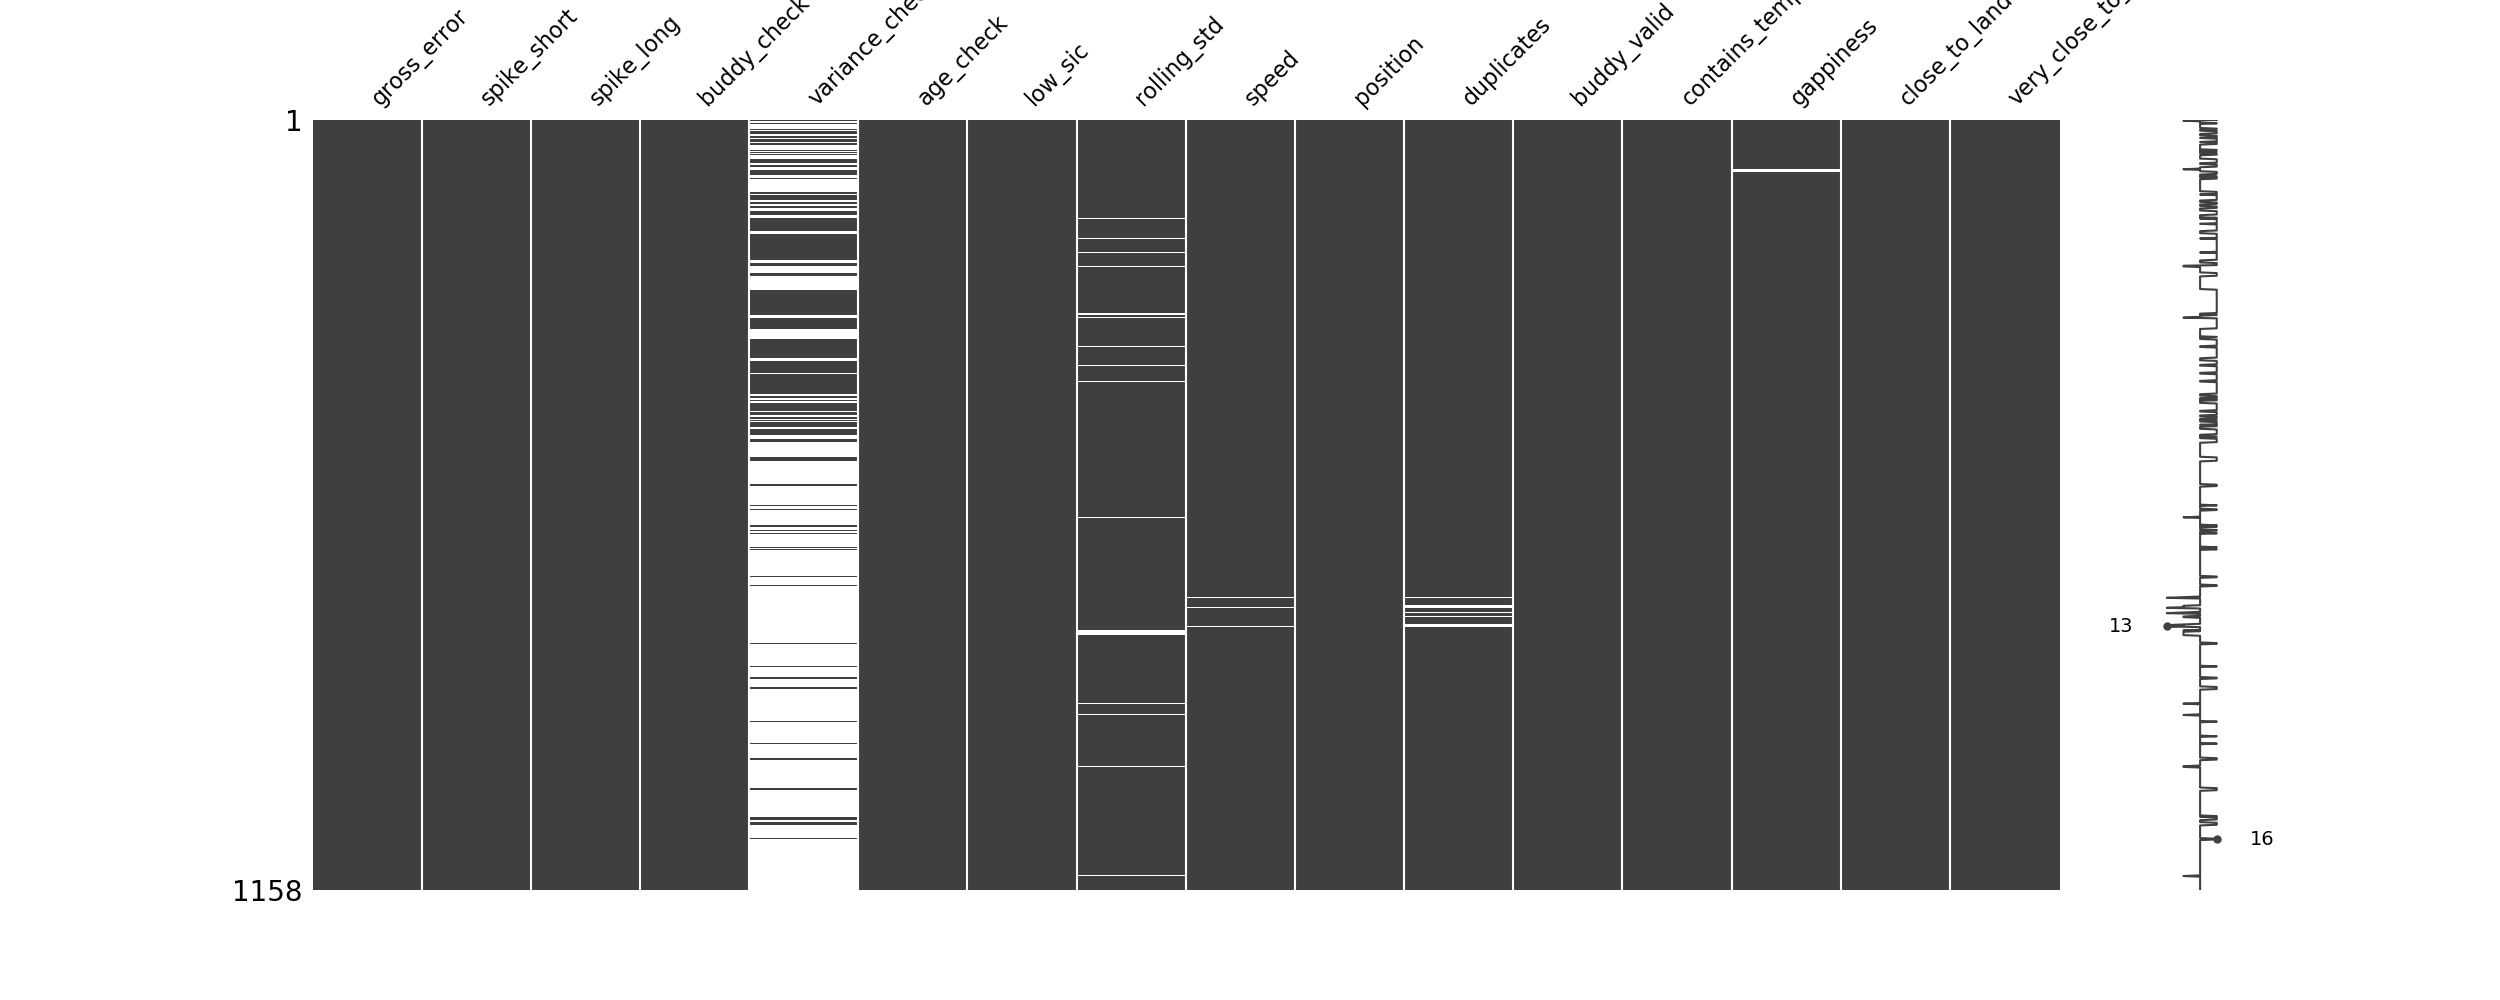 gross_error
spike_short
spike_long
buddy_check
variance_che
age_check
low_sic
rolling_std
speed
position
duplicates
buddy_valid
contains_temp
gappiness
close_to_land
very_close_to_
1
13
16
1158